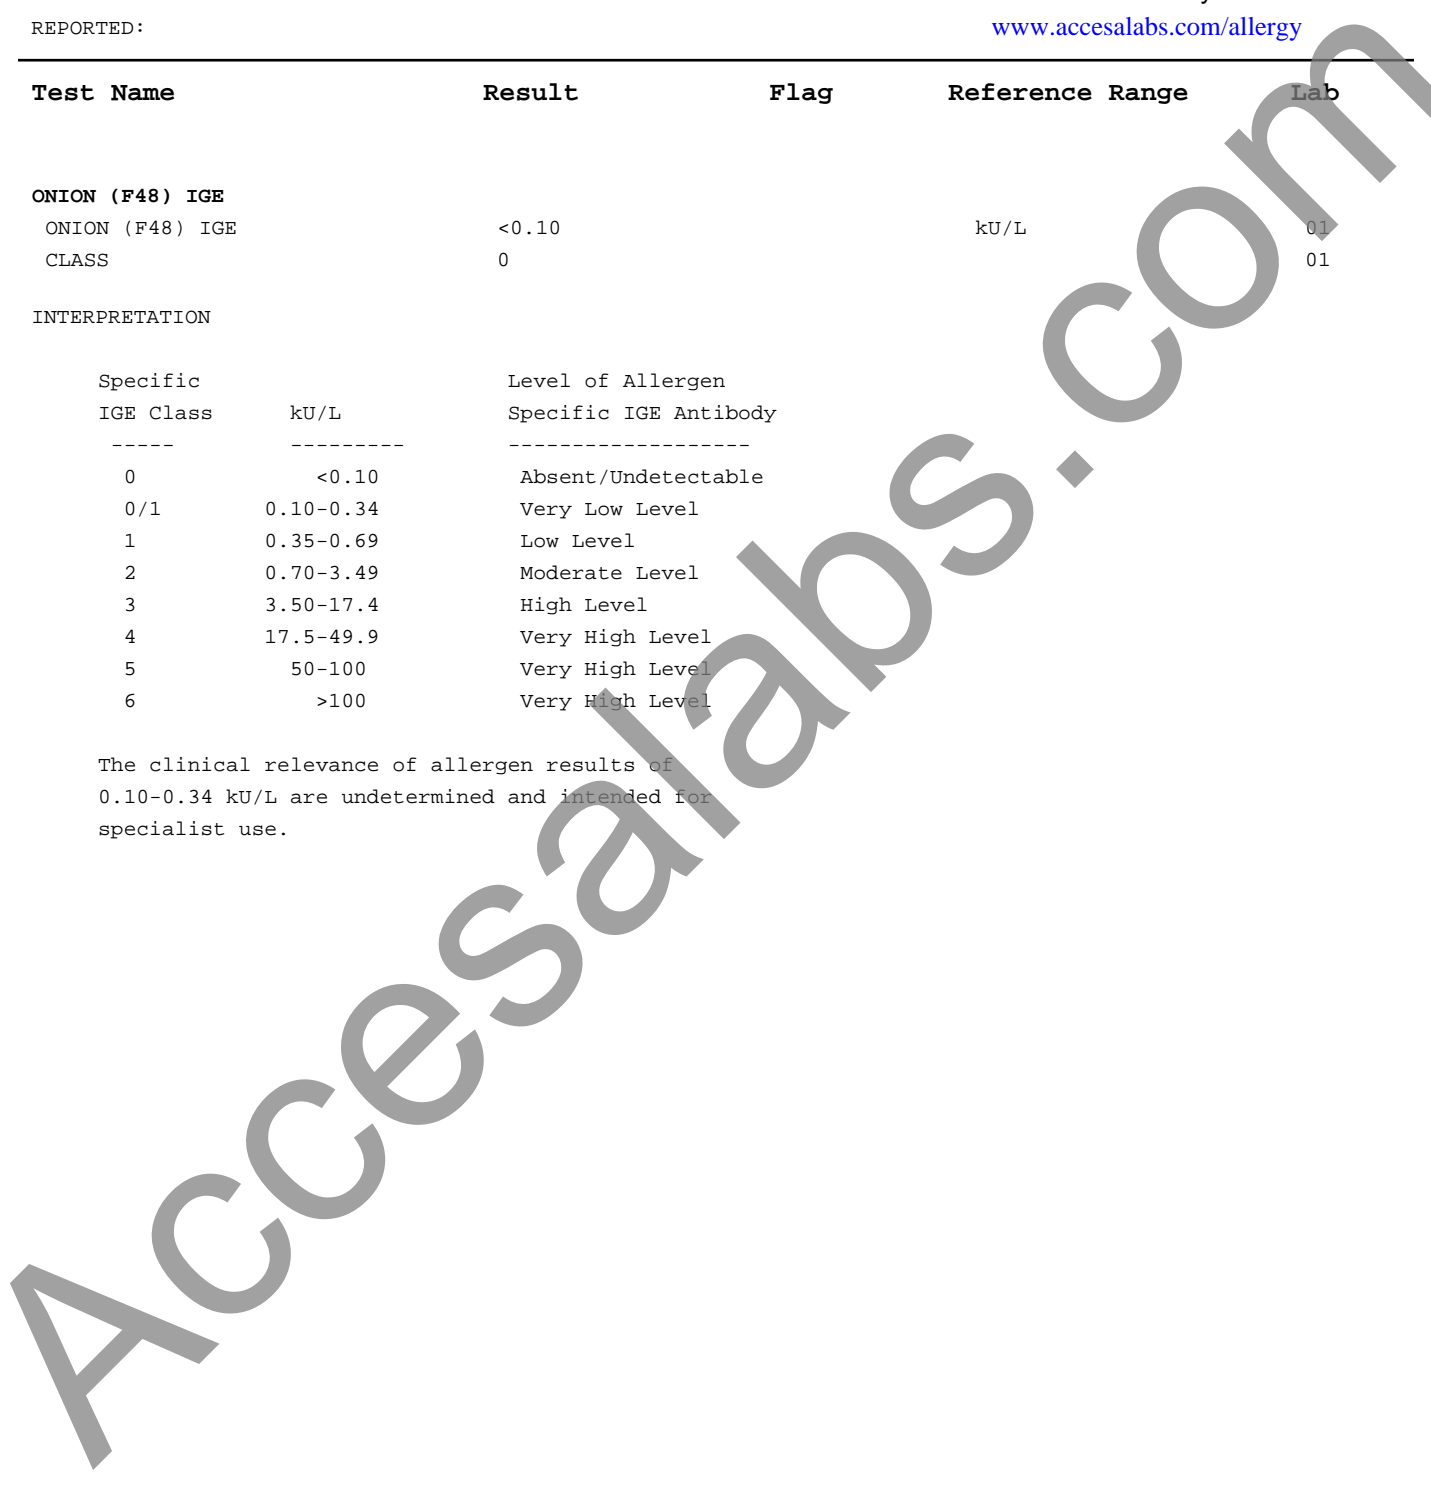 REPORTED: www.accesalabs.com/allergy
Test Name Result Flag Reference Range Lab
ONION (F48) IGE
ONION (F48) IGE <0.10 kU/L 01
CLASS 0 01
INTERPRETATION
Specific Level of Allergen
IGE Class kU/L Specific IGE Antibody
----- --------- -------------------
0 <0.10 Absent/Undetectable
0/1 0.10-0.34 Very Low Level
1 0.35-0.69 Low Level
2 0.70-3.49 Moderate Level
3 3.50-17.4 High Level
4 17.5-49.9 Very High Level
5 50-100 Very High Level
6 >100 Very High Level
The clinical relevance of allergen results of
0.10-0.34 kU/L are undetermined and intended for
specialist use.
Accesalabs.com